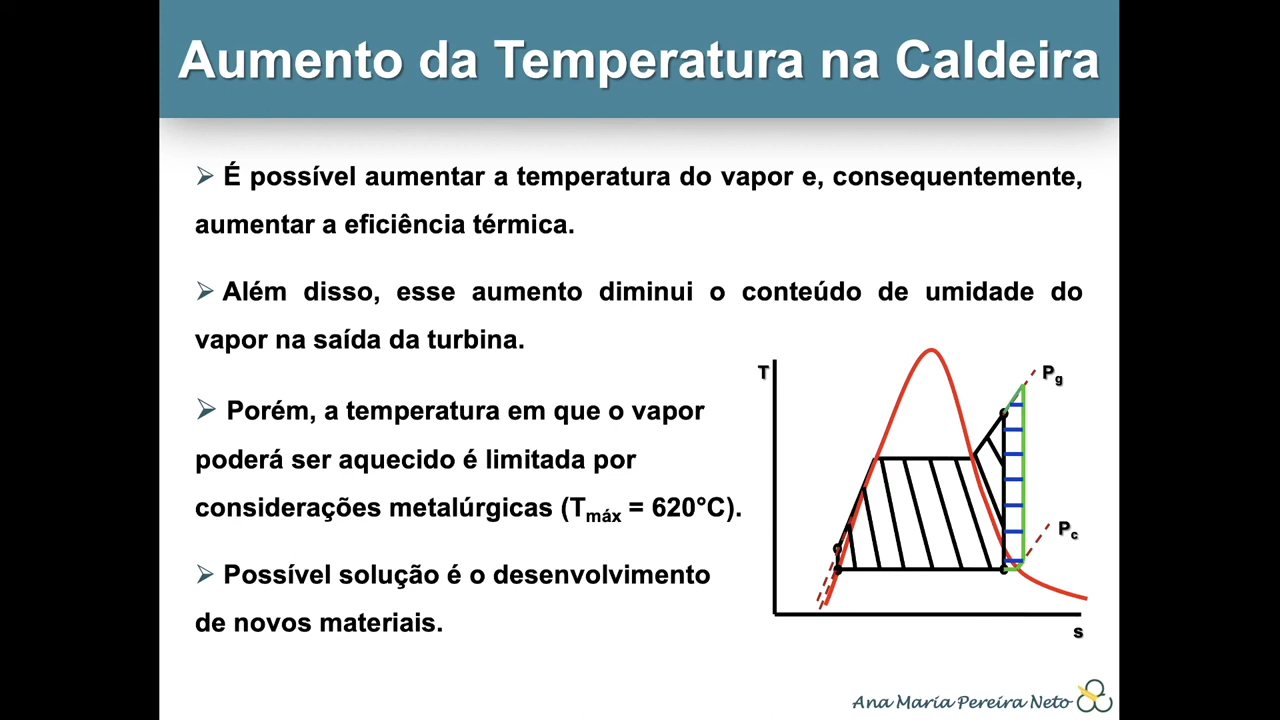 Aumento da Temperatura na Caldeira
➢ É possível aumentar a temperatura do vapor e, consequentemente,
aumentar a eficiência térmica.
➢ Além disso, esse aumento diminui o conteúdo de umidade do
vapor na saída da turbina.
➢ Porém, a temperatura em que o vapor
poderá ser aquecido é limitada por
considerações metalúrgicas (Tmáx = 620°C).
➢ Possível solução é o desenvolvimento
de novos materiais.
T
Pg
Pc
s
Ana Maria Pereira Neto